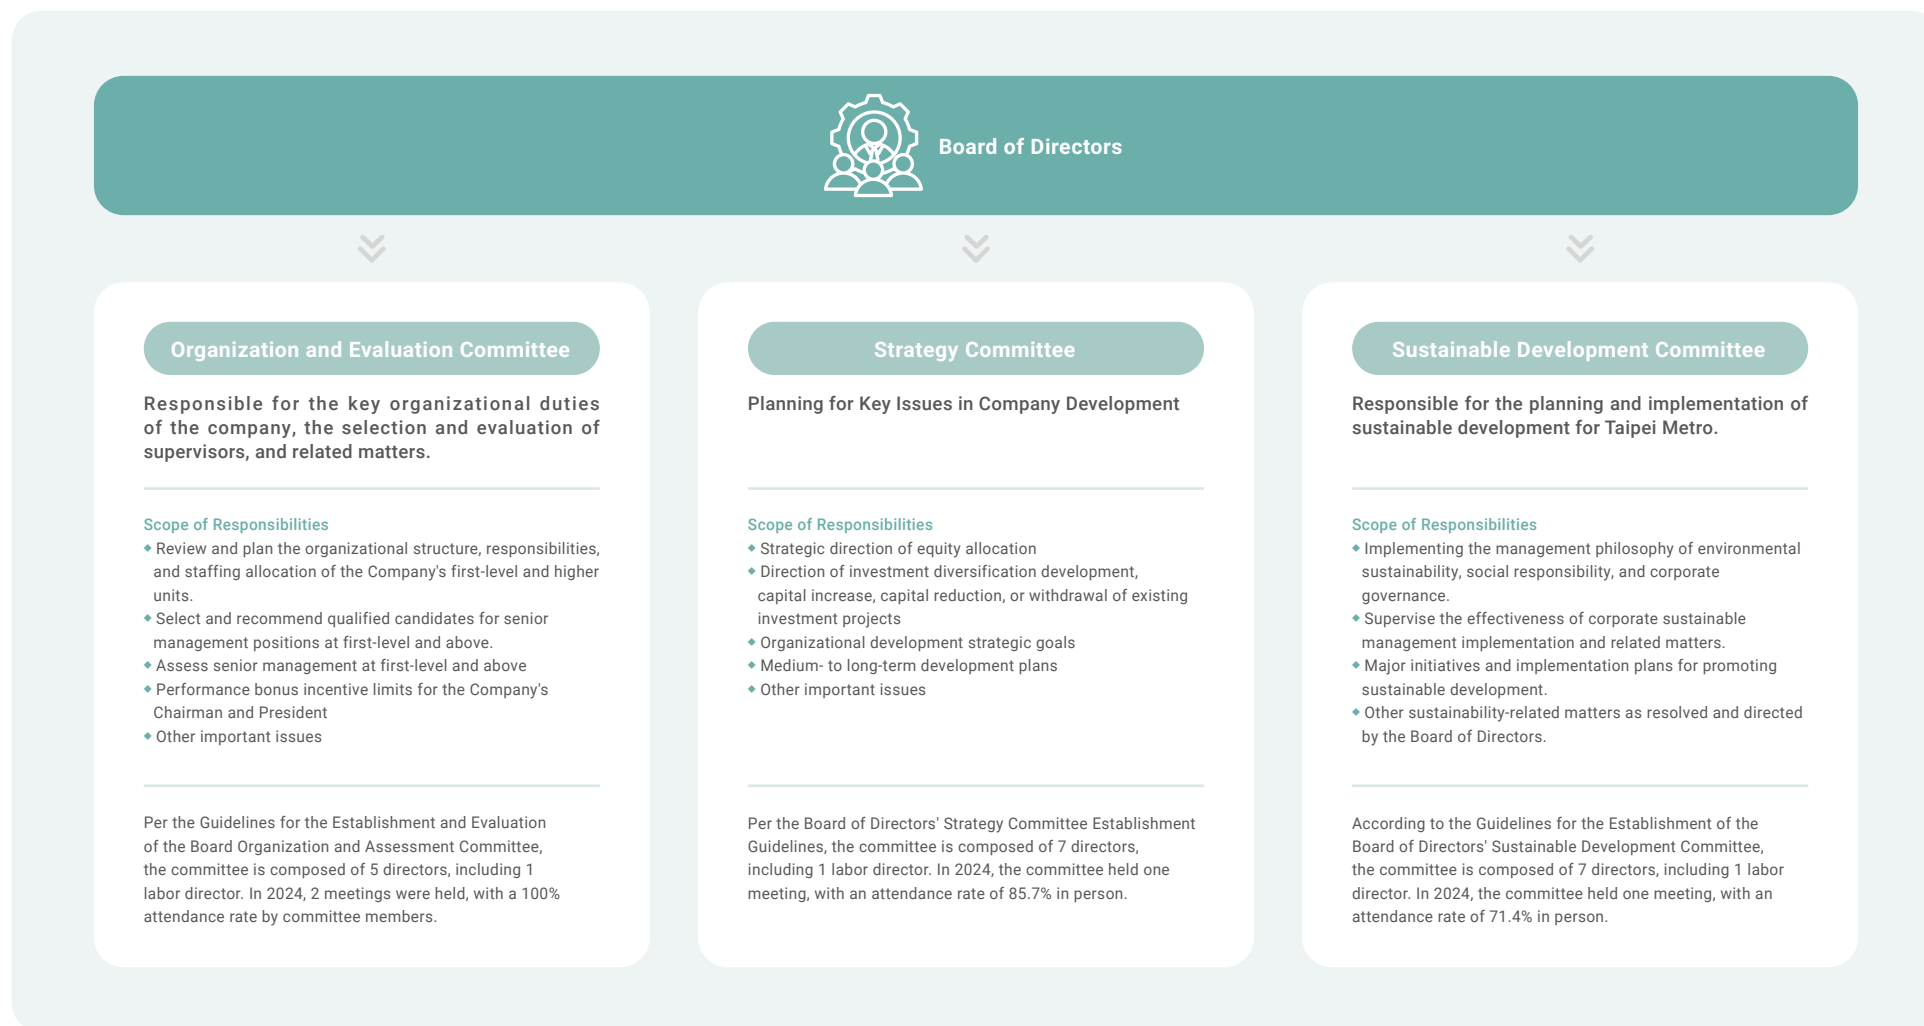 Board of Directors
Organization and Evaluation Committee
Responsible for the key organizational duties
of the company, the selection and evaluation of
supervisors, and related matters.
Scope of Responsibilities
◆ Review and plan the organizational structure, responsibilities,
and staffing allocation of the Company's first-level and higher
units.
◆ Select and recommend qualified candidates for senior
management positions at first-level and above.
◆ Assess senior management at first-level and above
◆ Performance bonus incentive limits for the Company's
Chairman and President
◆ Other important issues
Per the Guidelines for the Establishment and Evaluation
of the Board Organization and Assessment Committee,
the committee is composed of 5 directors, including 1
labor director. In 2024, 2 meetings were held, with a 100%
attendance rate by committee members.
Strategy Committee
Planning for Key Issues in Company Development
Scope of Responsibilities
◆ Strategic direction of equity allocation
◆ Direction of investment diversification development,
capital increase, capital reduction, or withdrawal of existing
investment projects
◆ Organizational development strategic goals
◆ Medium- to long-term development plans
◆ Other important issues
Per the Board of Directors' Strategy Committee Establishment
Guidelines, the committee is composed of 7 directors,
including 1 labor director. In 2024, the committee held one
meeting, with an attendance rate of 85.7% in person.
Sustainable Development Committee
Responsible for the planning and implementation of
sustainable development for Taipei Metro.
Scope of Responsibilities
◆ Implementing the management philosophy of environmental
sustainability, social responsibility, and corporate
governance.
◆ Supervise the effectiveness of corporate sustainable
management implementation and related matters.
◆ Major initiatives and implementation plans for promoting
sustainable development.
◆ Other sustainability-related matters as resolved and directed
by the Board of Directors.
According to the Guidelines for the Establishment of the
Board of Directors' Sustainable Development Committee,
the committee is composed of 7 directors, including 1 labor
director. In 2024, the committee held one meeting, with an
attendance rate of 71.4% in person.